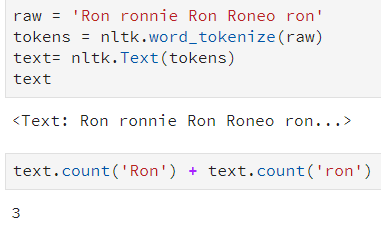 raw = 'Ron ronnie Ron Roneo ron'
tokens = nltk.word_tokenize(raw)
text= nltk.Text(tokens)
text
<Text: Ron ronnie Ron Roneo ron...>
text.count('Ron') + text.count('ron')
3